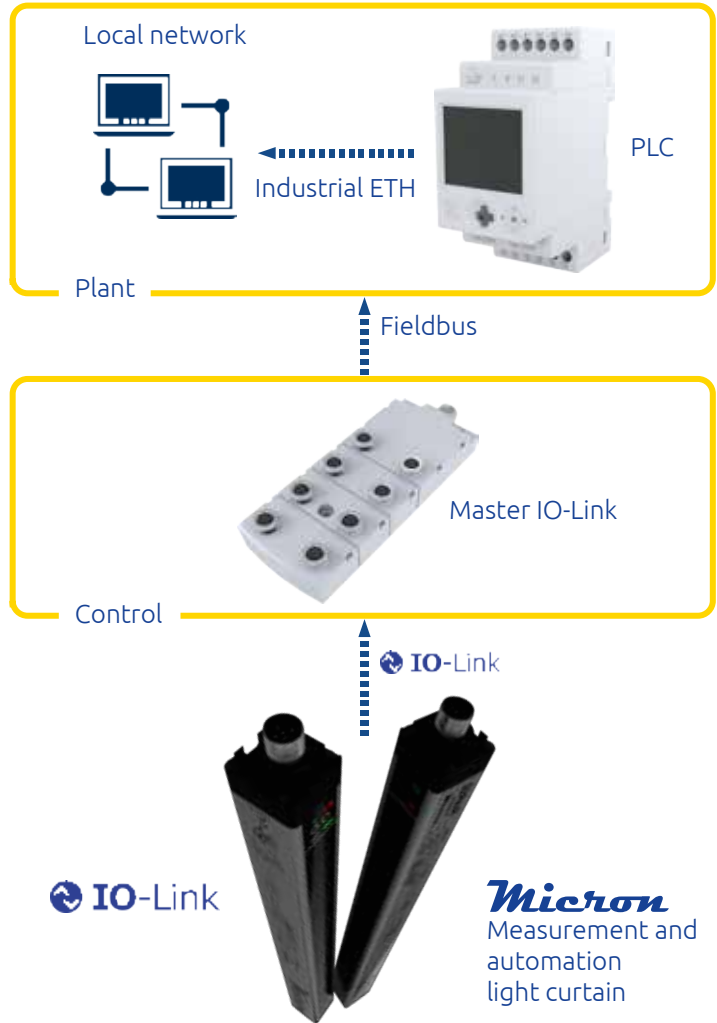 Local network
PLC
Industrial ETH
Plant
Fieldbus
Master IO-Link
Control
IO-Link
IO-Link
Micron
Measurement and
automation
light curtain